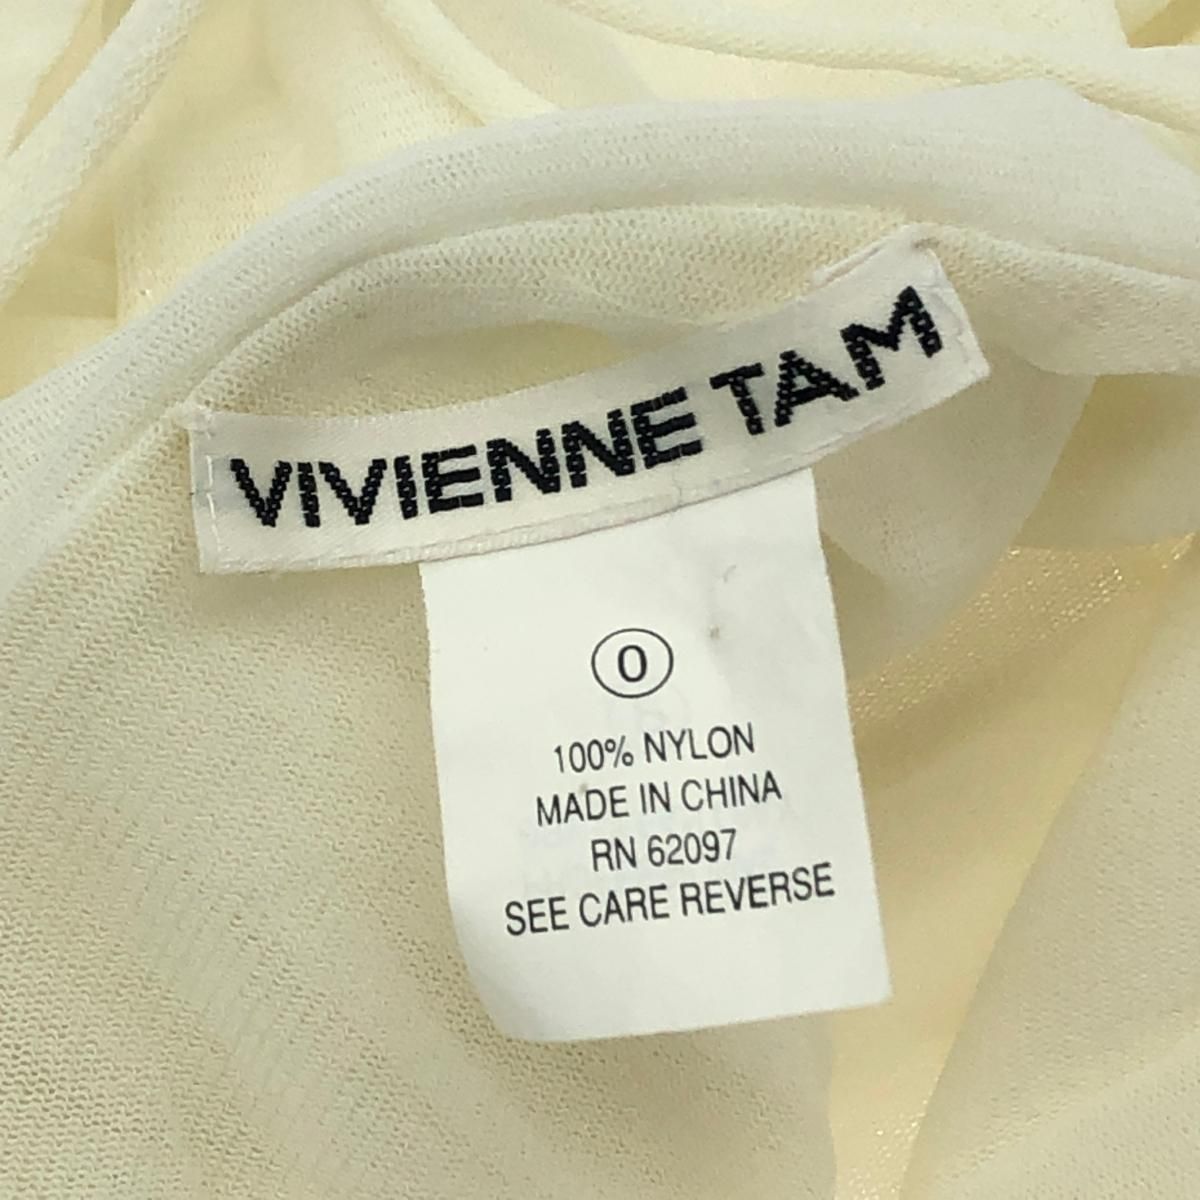 VIVIENNE TAM
0
100% NYLON
MADE IN CHINA
RN 62097
SEE CARE REVERSE